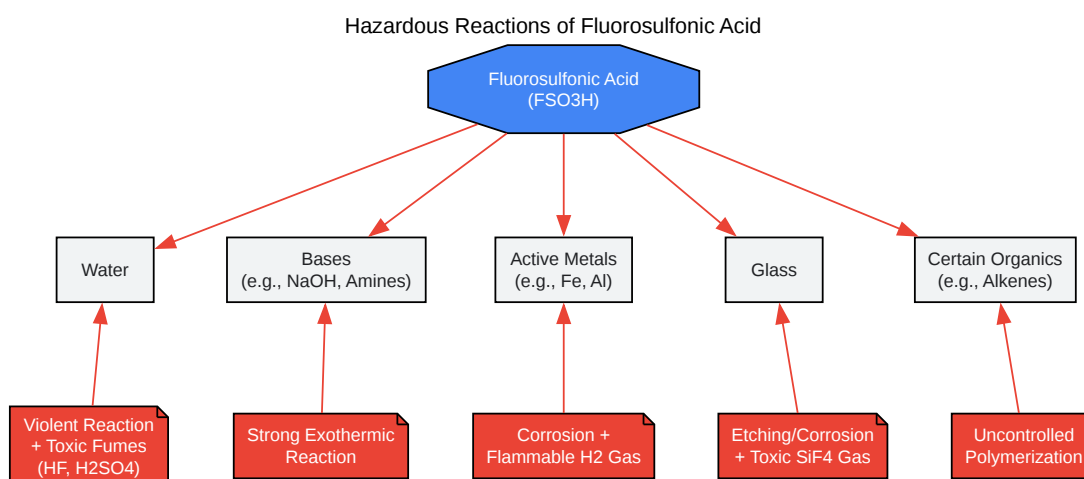 Hazardous Reactions of Fluorosulfonic Acid
Fluorosulfonic Acid
(FSO3H)
Water
Bases
(e.g., NaOH, Amines)
Active Metals
(e.g., Fe, Al)
Glass
Certain Organics
(e.g., Alkenes)
Violent Reaction
+ Toxic Fumes
(HF, H2SO4)
Strong Exothermic
Reaction
Corrosion +
Flammable H2 Gas
Etching/Corrosion
+ Toxic SiF4 Gas
Uncontrolled
Polymerization